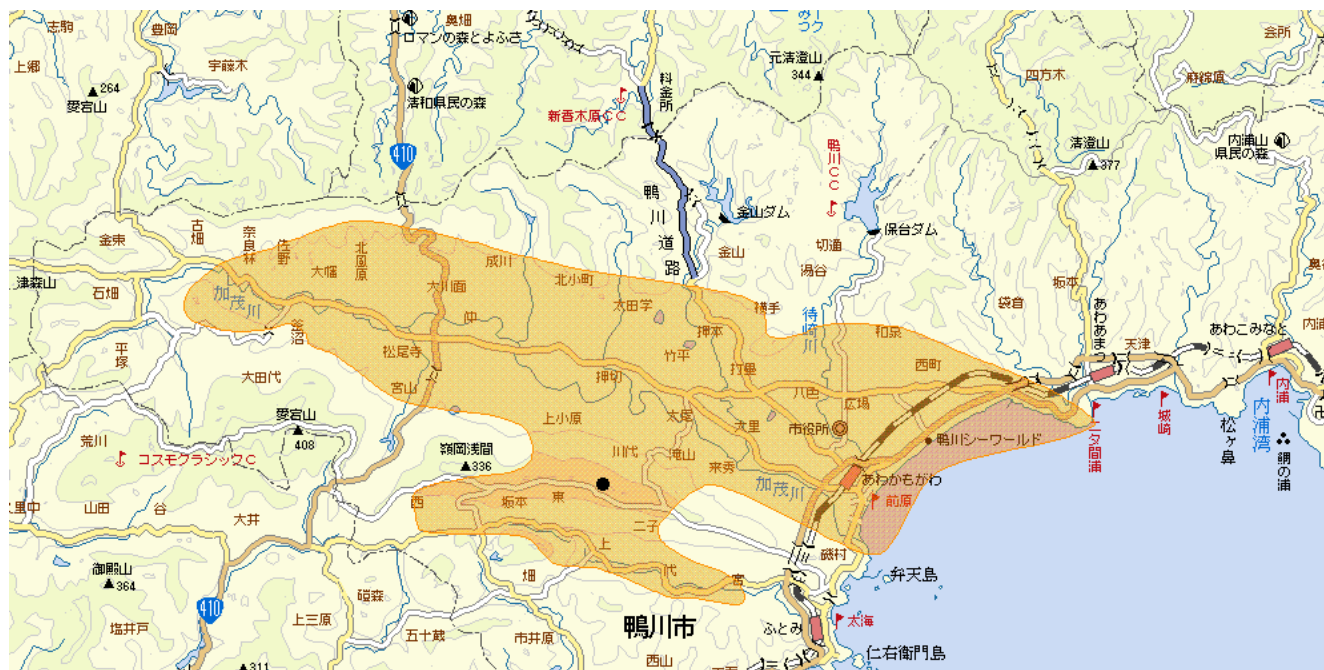 志駒
豊岡
奥畑
ロマンの森とよふさ
上郷
宇藤木
264
愛宕山
清和県民の森
410
料金所
新香木原CC
元清澄山
344
四方木
会所
麻綿原
清澄山
377
内浦山
県民の森
鴨川CC
鴨川道路
金山ダム
保台ダム
金山
切通
湯谷
坂本
袋倉
金束
古畑
奈良林
佐野
北風原
大幡
大川面
成川
北小町
太田学
横手
待崎川
和泉
津森山
石畑
加茂川
釜沼
平塚
仲
松尾寺
宮山
大田代
押本
竹平
打墨
押切
八色
西町
広場
市役所
鴨川シーワールド
あわあまつ
天津
あわこみなと
内浦
城崎
二タ間浦
松ヶ鼻
内浦湾
鯛の浦
愛宕山
408
荒川
コスモクラシックC
嶺岡浅間
336
上小原
川代
滝山
太尾
太里
来秀
加茂川
あわかもがわ
前原
西
坂本
東
二子
上
代
宮
畑
山田
谷
大井
御殿山
364
410
塩井戸
上三原
磑森
五十蔵
市井原
311
鴨川市
西山
磯村
弁天島
ふとみ
太海
仁右衛門島